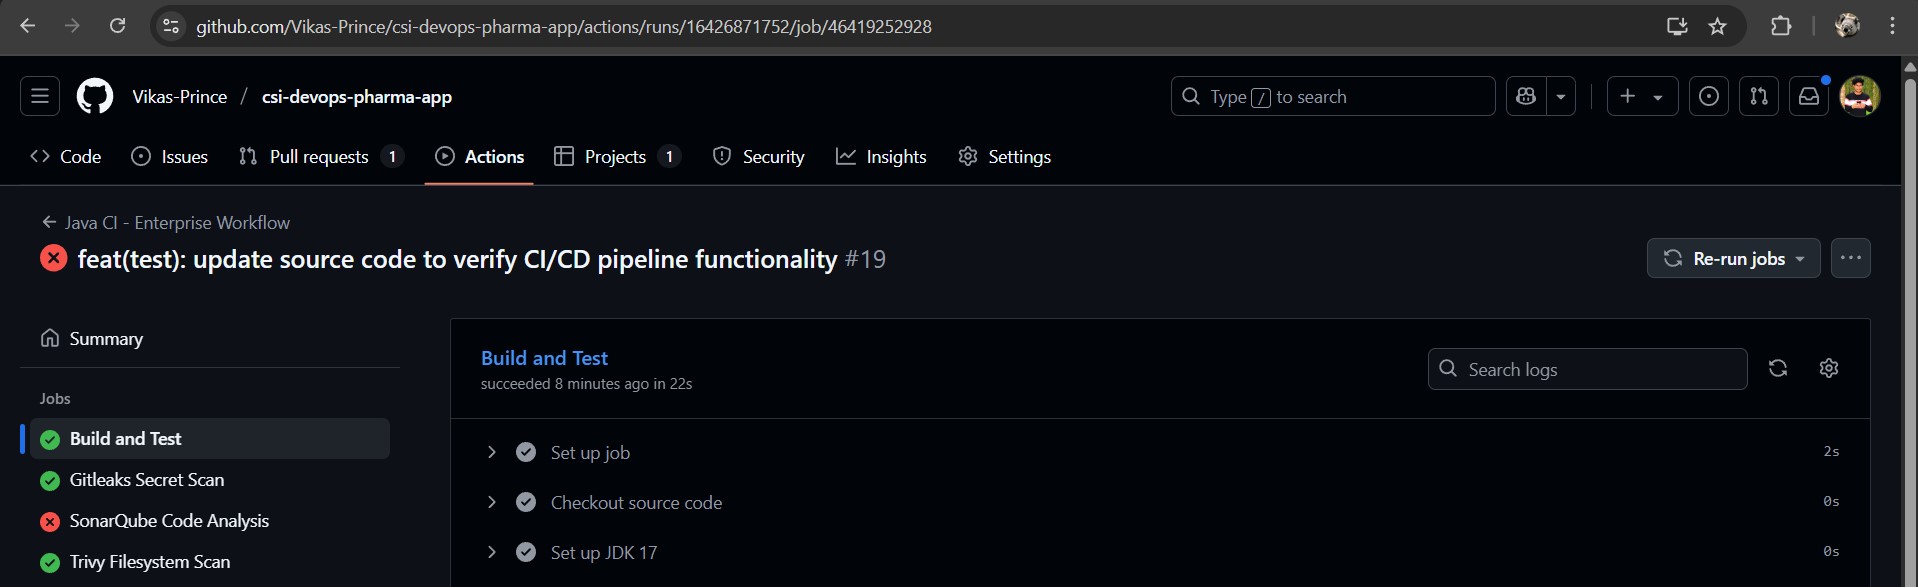 github.com/Vikas-Prince/csi-devops-pharma-app/actions/runs/16426871752/job/46419252928
Vikas-Prince / csi-devops-pharma-app
Type / to search
Code Issues Pull requests 1 Actions Projects 1 Security Insights Settings
Java CI - Enterprise Workflow
feat(test): update source code to verify CI/CD pipeline functionality #19
Re-run jobs
Summary
Jobs
Build and Test
Gitleaks Secret Scan
SonarQube Code Analysis
Trivy Filesystem Scan
Build and Test
succeeded 8 minutes ago in 22s
Search logs
Set up job 2s
Checkout source code 0s
Set up JDK 17 0s